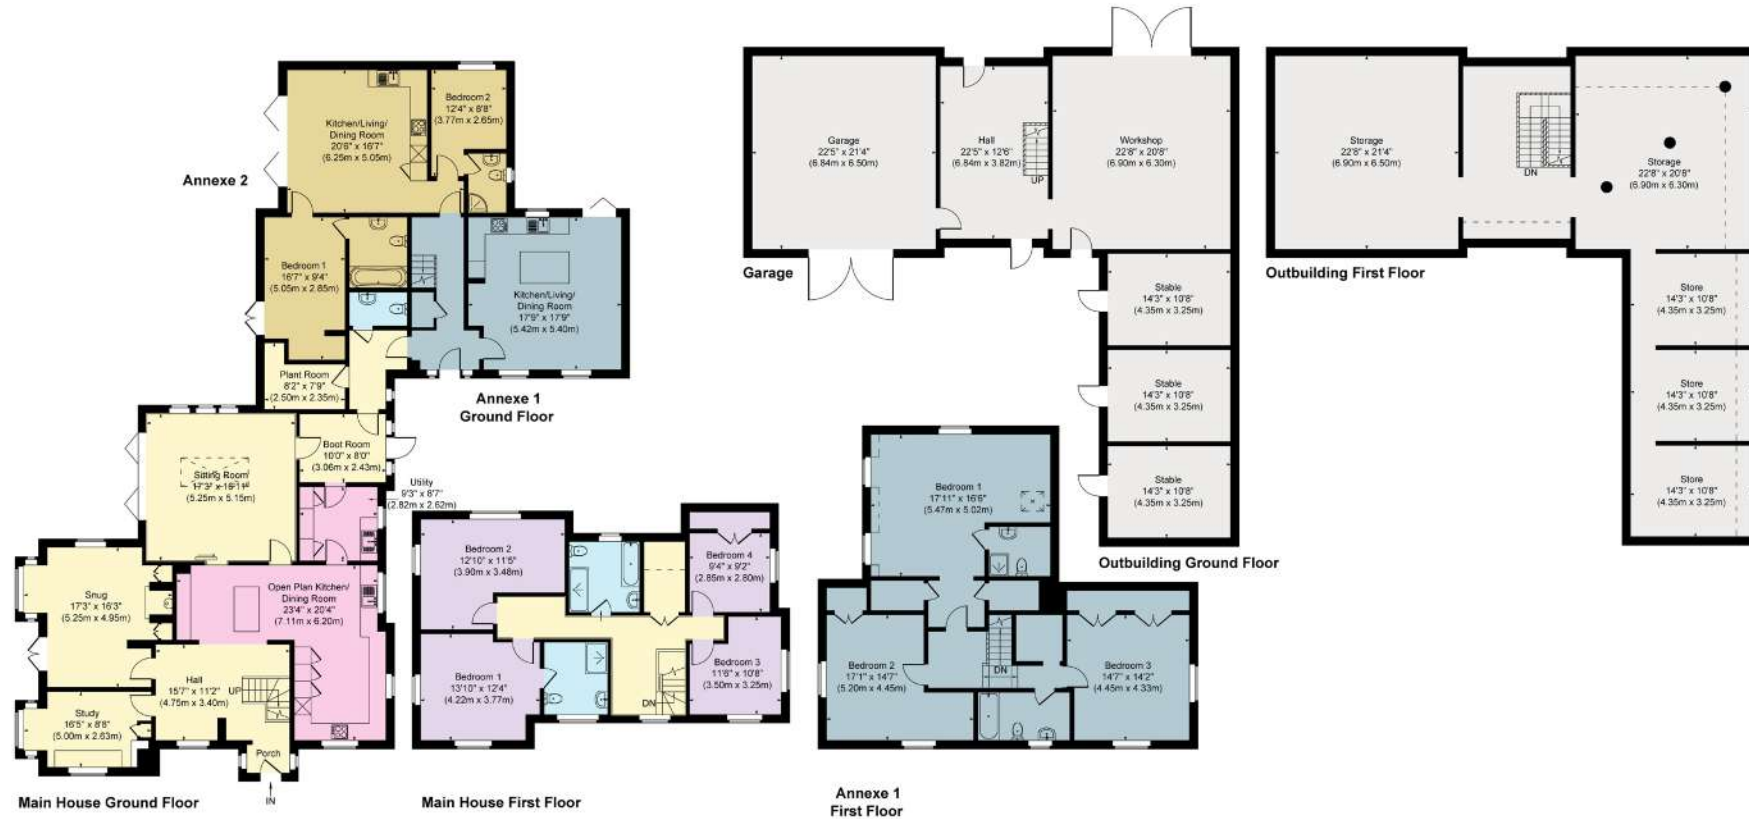 Kitchen/Living/
Dining Room
20'6" x 16'7"
(6.25m x 5.05m)
Bedroom 2
12'4" x 8'8"
(3.77m x 2.65m)
Annexe 2
Bedroom 1
16'7" x 9'4"
(5.05m x 2.85m)
Kitchen/Living/
Dining Room
17'9" x 17'9"
(5.42m x 5.40m)
Plant Room
8'2" x 7'9"
(2.50m x 2.35m)
Annexe 1
Ground Floor
Boot Room
10'0" x 8'0"
(3.06m x 2.43m)
Sitting Room
17'3" x 16'11"
(5.25m x 5.15m)
Utility
9'3" x 8'7"
(2.82m x 2.62m)
Snug
17'3" x 16'3"
(5.25m x 4.95m)
Open Plan Kitchen/
Dining Room
23'4" x 20'4"
(7.11m x 6.20m)
Hall
15'7" x 11'2"
(4.75m x 3.40m)
UP
Study
16'5" x 8'8"
(5.00m x 2.63m)
Porch
IN
Main House Ground Floor
Bedroom 2
12'10" x 11'5"
(3.90m x 3.48m)
Bedroom 4
9'4" x 9'2"
(2.85m x 2.80m)
Bedroom 1
13'10" x 12'4"
(4.22m x 3.77m)
Bedroom 3
11'6" x 10'8"
(3.50m x 3.25m)
DN
Main House First Floor
Garage
22'5" x 21'4"
(6.84m x 6.50m)
Hall
22'5" x 12'6"
(6.84m x 3.82m)
UP
Workshop
22'8" x 20'8"
(6.90m x 6.30m)
Garage
Stable
14'3" x 10'8"
(4.35m x 3.25m)
Stable
14'3" x 10'8"
(4.35m x 3.25m)
Stable
14'3" x 10'8"
(4.35m x 3.25m)
Outbuilding Ground Floor
Bedroom 1
17'11" x 16'6"
(5.47m x 5.02m)
Bedroom 2
17'1" x 14'7"
(5.20m x 4.45m)
DN
Bedroom 3
14'7" x 14'2"
(4.45m x 4.33m)
Annexe 1
First Floor
Storage
22'8" x 21'4"
(6.90m x 6.50m)
DN
Storage
22'8" x 20'8"
(6.90m x 6.30m)
Outbuilding First Floor
Store
14'3" x 10'8"
(4.35m x 3.25m)
Store
14'3" x 10'8"
(4.35m x 3.25m)
Store
14'3" x 10'8"
(4.35m x 3.25m)